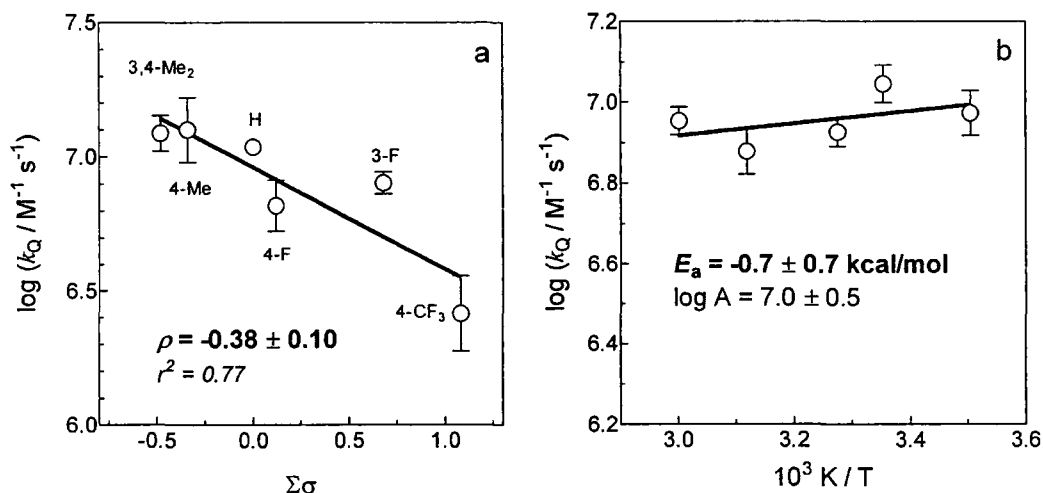 a
log (k_Q / M⁻¹ s⁻¹)
7.5
7.0
6.5
6.0
3,4-Me₂
H
3-F
4-Me
4-F
4-CF₃
ρ = -0.38 ± 0.10
r² = 0.77
-0.5
0.0
0.5
1.0
Σσ
b
log (k_Q / M⁻¹ s⁻¹)
7.2
7.0
6.8
6.6
6.4
6.2
E_a = -0.7 ± 0.7 kcal/mol
log A = 7.0 ± 0.5
3.0
3.2
3.4
3.6
10³ K / T